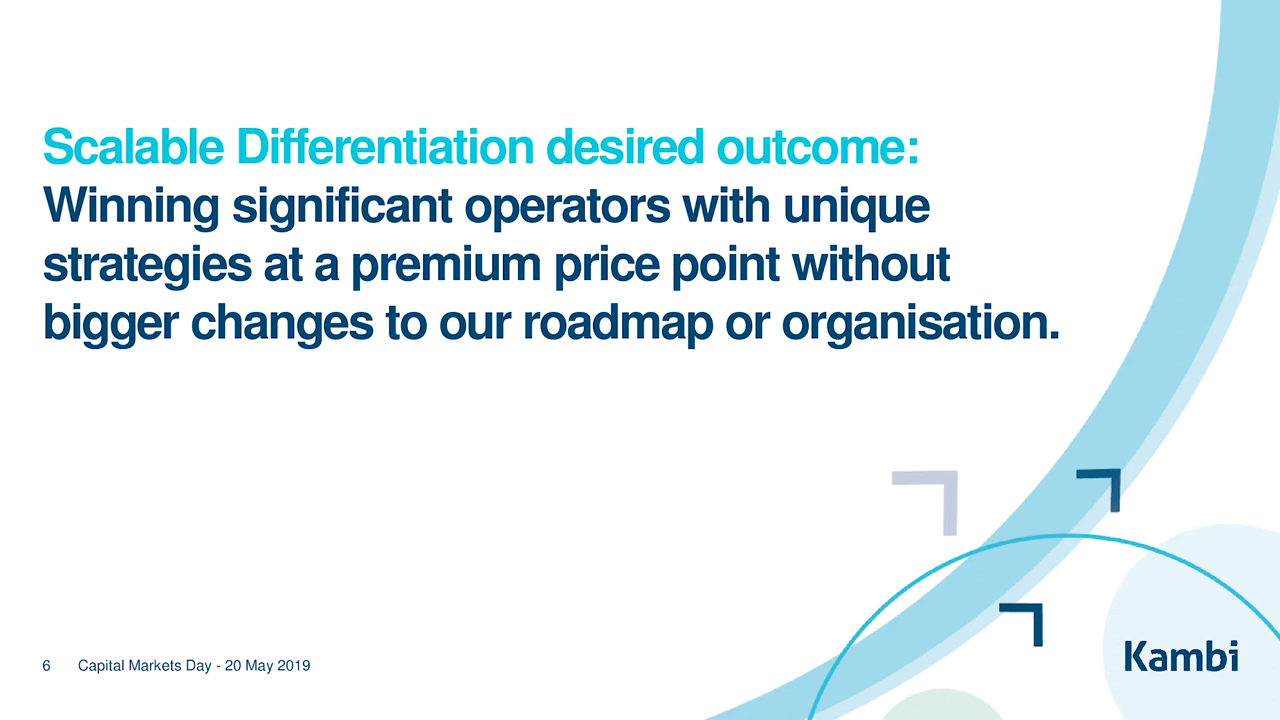 Scalable Differentiation desired outcome:
Winning significant operators with unique
strategies at a premium price point without
bigger changes to our roadmap or organisation.
6 Capital Markets Day - 20 May 2019
Kambi